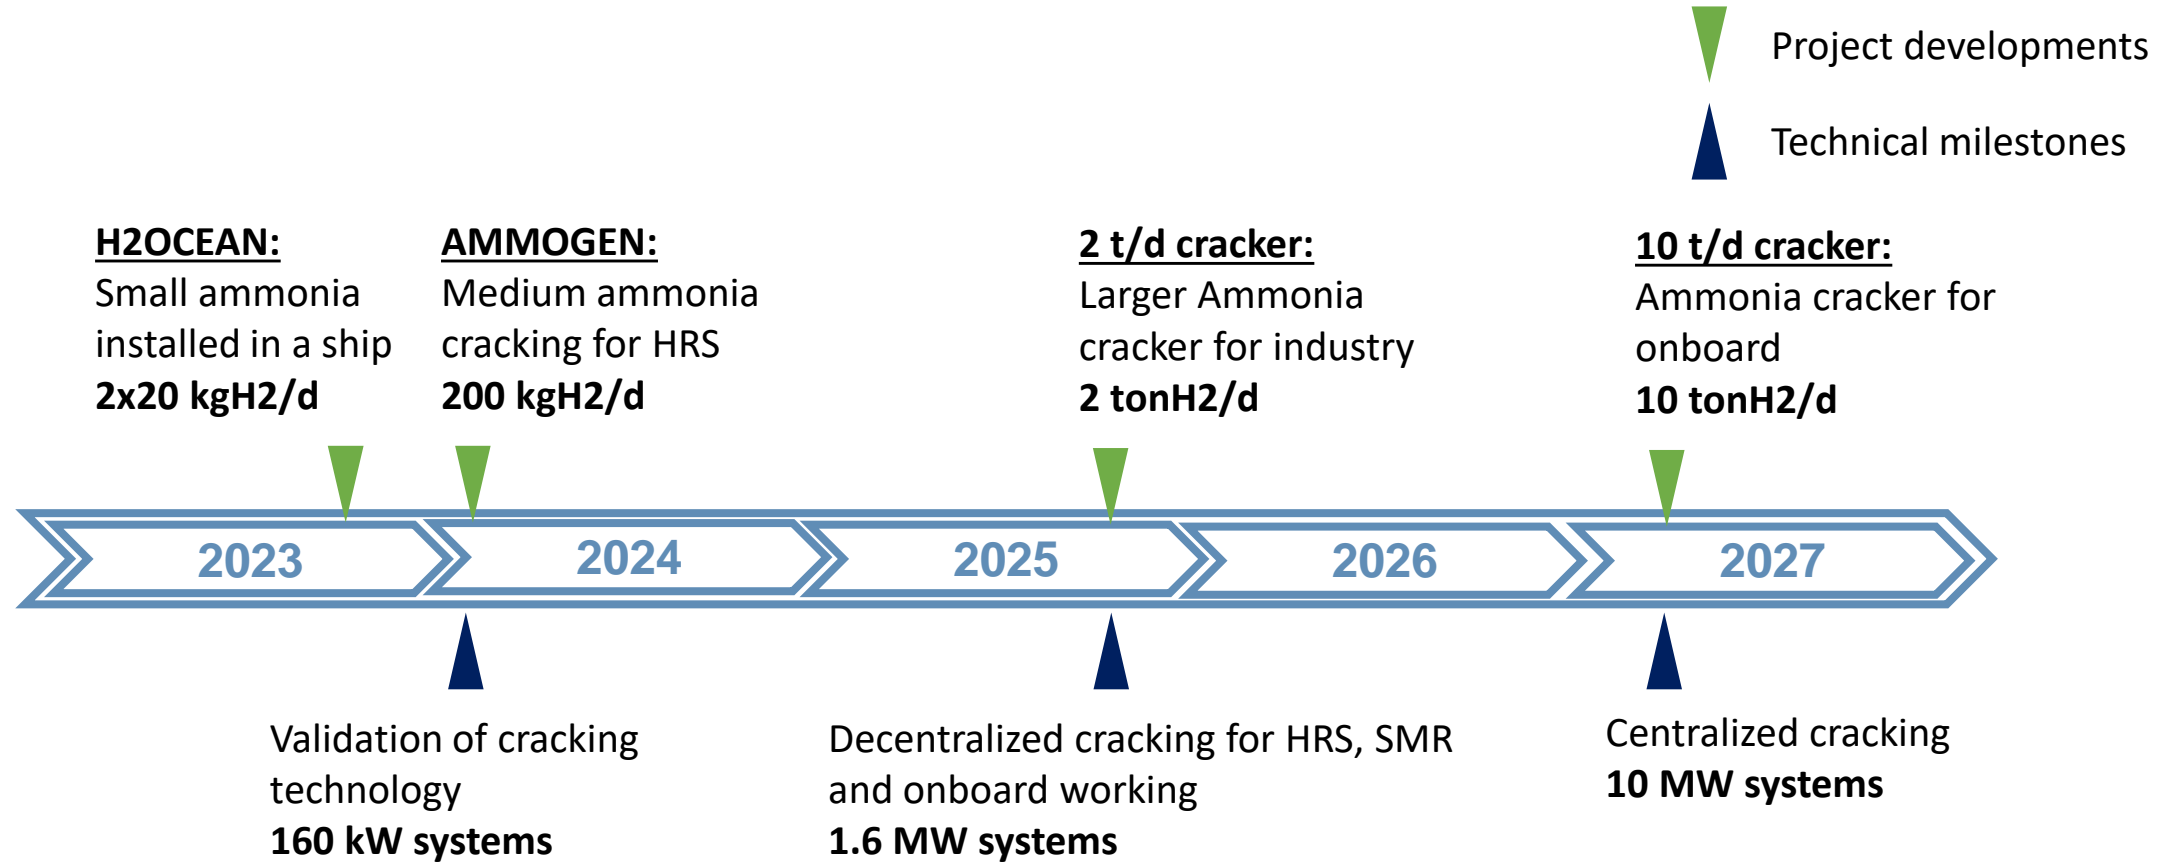 Project developments
Technical milestones
H2OCEAN:
Small ammonia
installed in a ship
2x20 kgH2/d
AMMOGEN:
Medium ammonia
cracking for HRS
200 kgH2/d
2 t/d cracker:
Larger Ammonia
cracker for industry
2 tonH2/d
10 t/d cracker:
Ammonia cracker for
onboard
10 tonH2/d
2023
2024
2025
2026
2027
Validation of cracking
technology
160 kW systems
Decentralized cracking for HRS, SMR
and onboard working
1.6 MW systems
Centralized cracking
10 MW systems